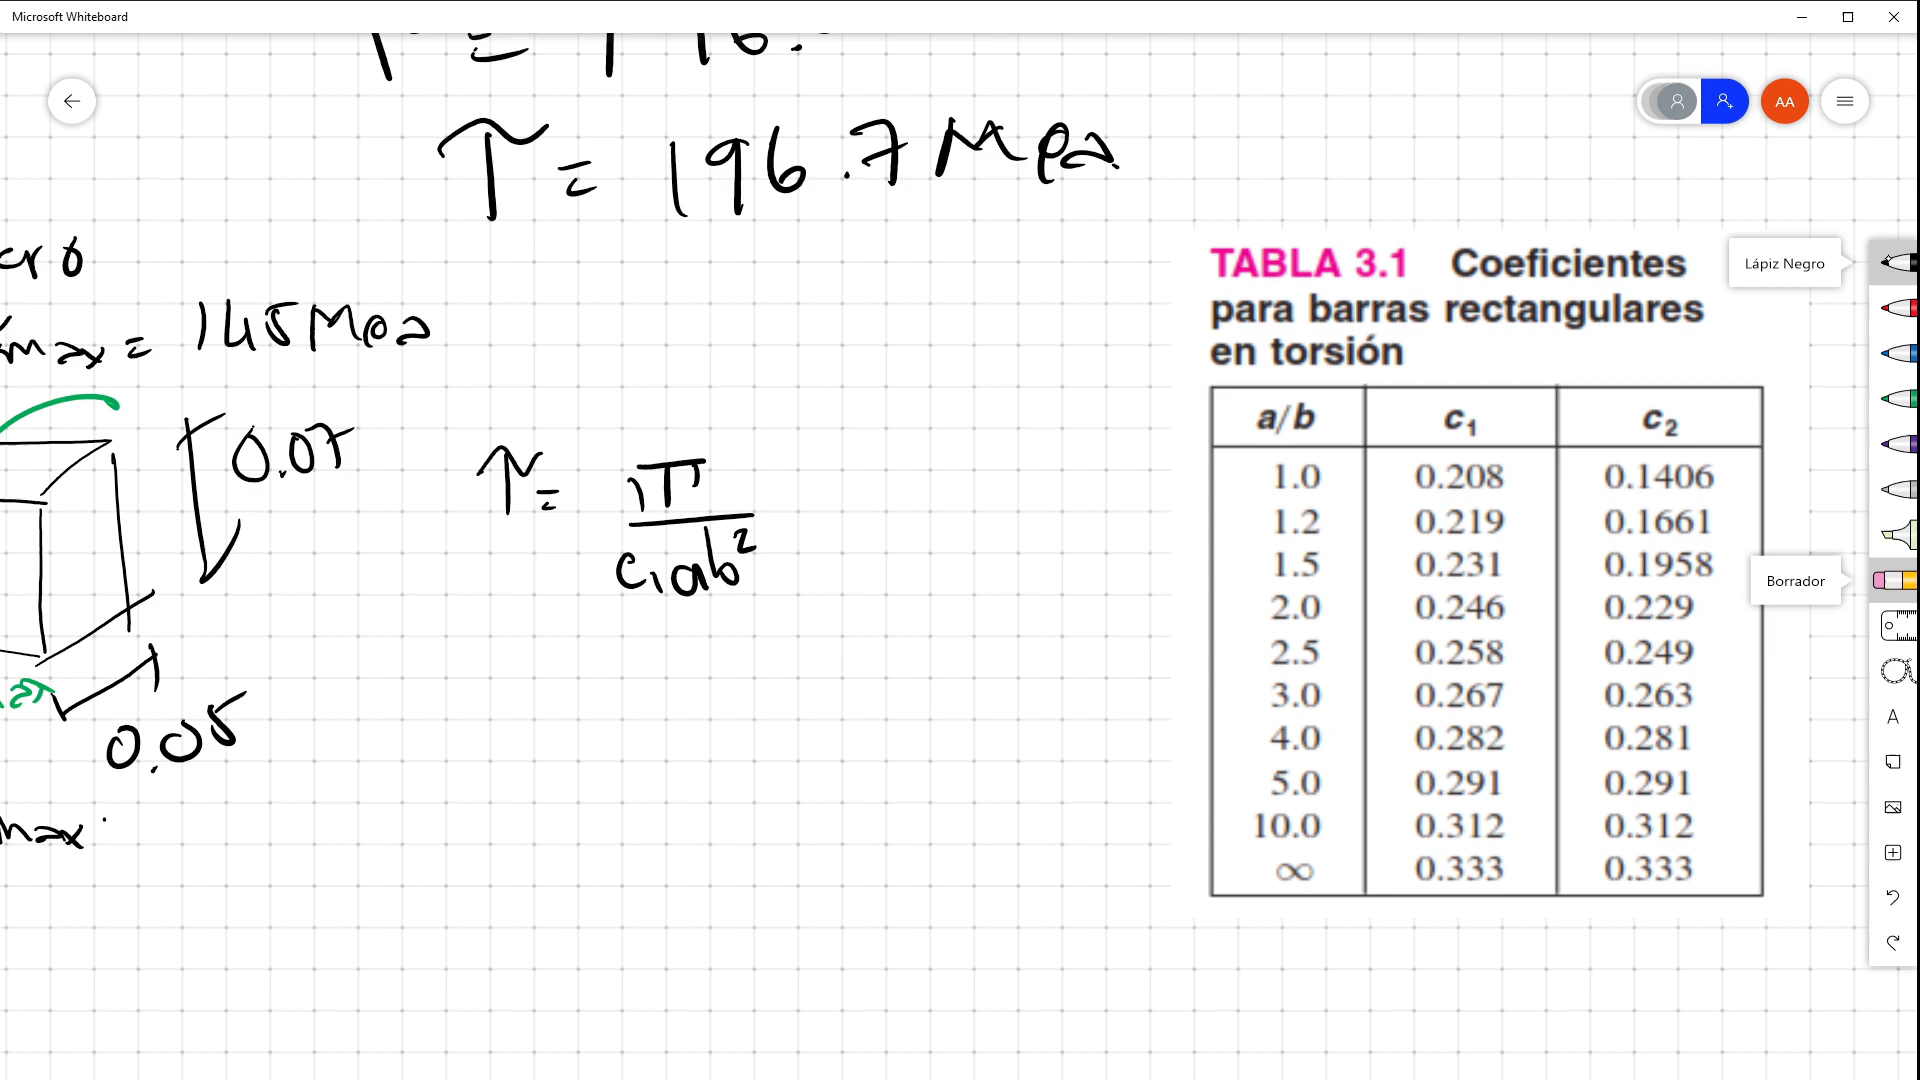 Microsoft Whiteboard
τ = 196.7 Mpa
AA
TABLA 3.1 Coeficientes
para barras rectangulares
en torsión
Lápiz Negro
cro
max = 145 Mpa
0.07
τ = T
c₁ab²
0.05
max
a/b c₁ c₂
1.0 0.208 0.1406
1.2 0.219 0.1661
1.5 0.231 0.1958
2.0 0.246 0.229
2.5 0.258 0.249
3.0 0.267 0.263
4.0 0.282 0.281
5.0 0.291 0.291
10.0 0.312 0.312
∞ 0.333 0.333
Borrador
A